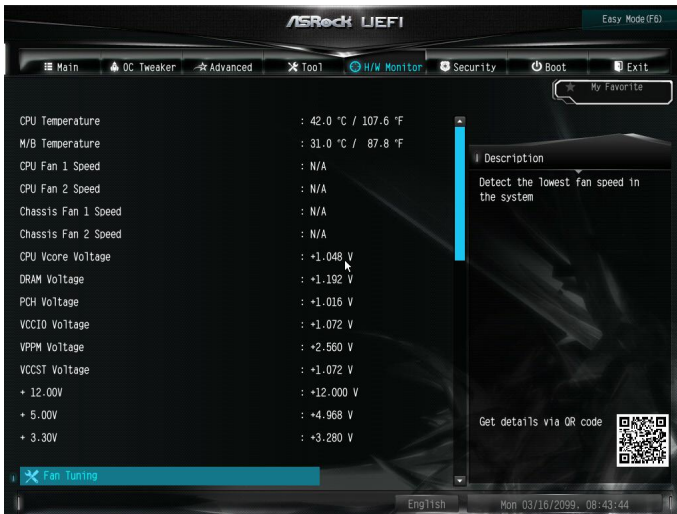 ASRock UEFI
Easy Mode(F6)
Main OC Tweaker Advanced Tool H/W Monitor Security Boot Exit
My Favorite
CPU Temperature : 42.0 °C / 107.6 °F
M/B Temperature : 31.0 °C / 87.8 °F
CPU Fan 1 Speed : N/A
CPU Fan 2 Speed : N/A
Chassis Fan 1 Speed : N/A
Chassis Fan 2 Speed : N/A
CPU Vcore Voltage : +1.048 V
DRAM Voltage : +1.192 V
PCH Voltage : +1.016 V
VCCIO Voltage : +1.072 V
VPPM Voltage : +2.560 V
VCCST Voltage : +1.072 V
+ 12.00V : +12.000 V
+ 5.00V : +4.968 V
+ 3.30V : +3.280 V
Fan Tuning
Description
Detect the lowest fan speed in
the system
Get details via QR code
English
Mon 03/16/2099, 08:43:44